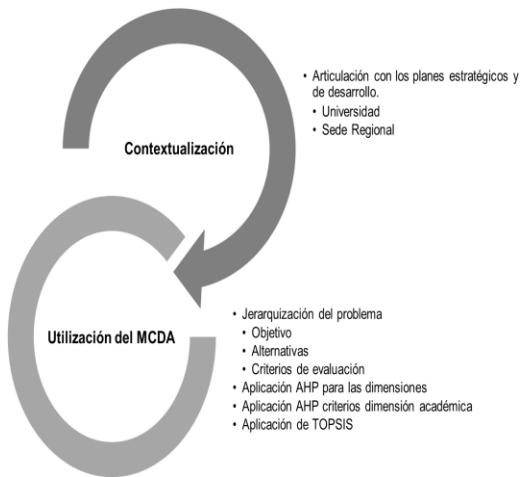 Contextualización
• Articulación con los planes estratégicos y
de desarrollo.
• Universidad
• Sede Regional
Utilización del MCDA
• Jerarquización del problema
• Objetivo
• Alternativas
• Criterios de evaluación
• Aplicación AHP para las dimensiones
• Aplicación AHP criterios dimensión académica
• Aplicación de TOPSIS